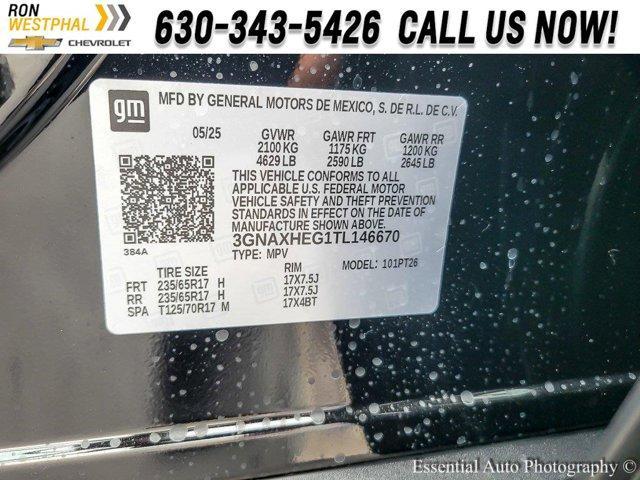 RON
WESTPHAL
CHEVROLET
630-343-5426 CALL US NOW!
gm
MFD BY GENERAL MOTORS DE MEXICO, S. DE R.L. DE C.V.
05/25 GVWR GAWR FRT GAWR RR
2100 KG 1175 KG 1200 KG
4629 LB 2590 LB 2645 LB
THIS VEHICLE CONFORMS TO ALL
APPLICABLE U.S. FEDERAL MOTOR
VEHICLE SAFETY AND THEFT PREVENTION
STANDARDS IN EFFECT ON THE DATE OF
MANUFACTURE SHOWN ABOVE.
3GNAXHEG1TL146670
384A
TYPE: MPV MODEL: 101PT26
TIRE SIZE RIM
FRT 235/65R17 H 17X7.5J
RR 235/65R17 H 17X7.5J
SPA T125/70R17 M 17X4BT
Essential Auto Photography ©